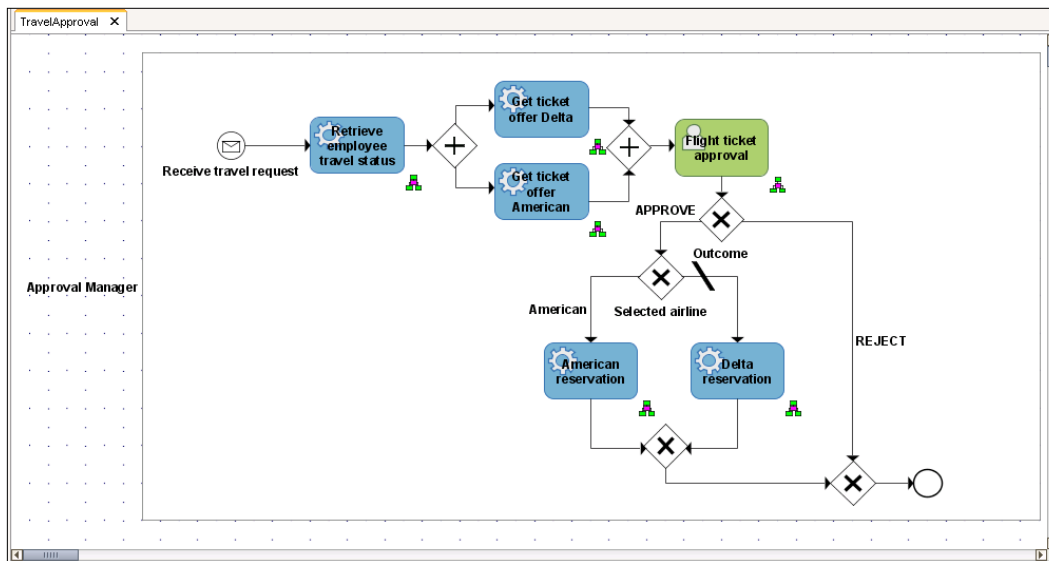 TravelApproval
Get ticket
offer Delta
Retrieve
employee
travel status
Flight ticket
approval
Receive travel request
Get ticket
offer
American
APPROVE
Outcome
Approval Manager
American
Selected airline
REJECT
American
reservation
Delta
reservation